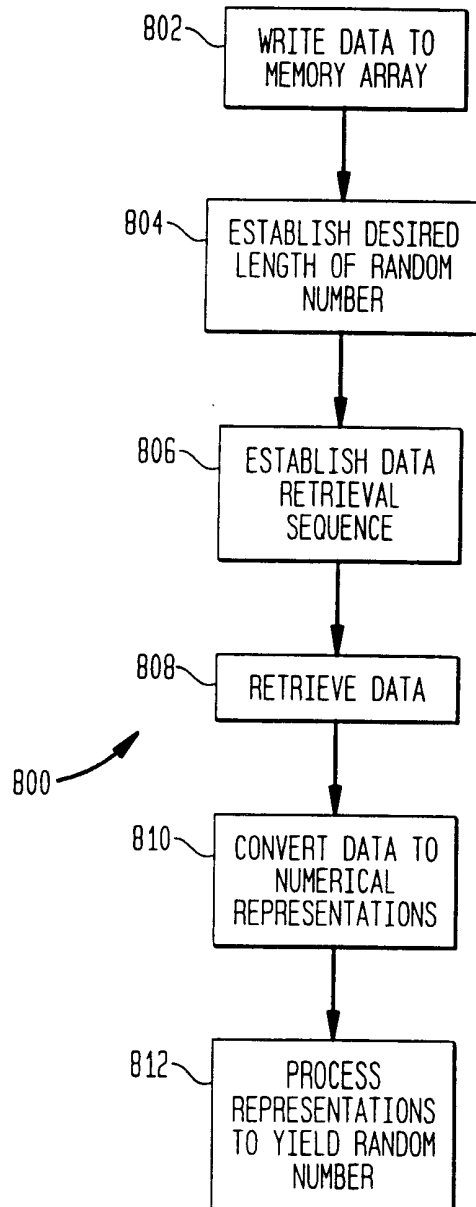 802
WRITE DATA TO
MEMORY ARRAY
804
ESTABLISH DESIRED
LENGTH OF RANDOM
NUMBER
806
ESTABLISH DATA
RETRIEVAL
SEQUENCE
808
RETRIEVE DATA
800
810
CONVERT DATA TO
NUMERICAL
REPRESENTATIONS
812
PROCESS
REPRESENTATIONS
TO YIELD RANDOM
NUMBER